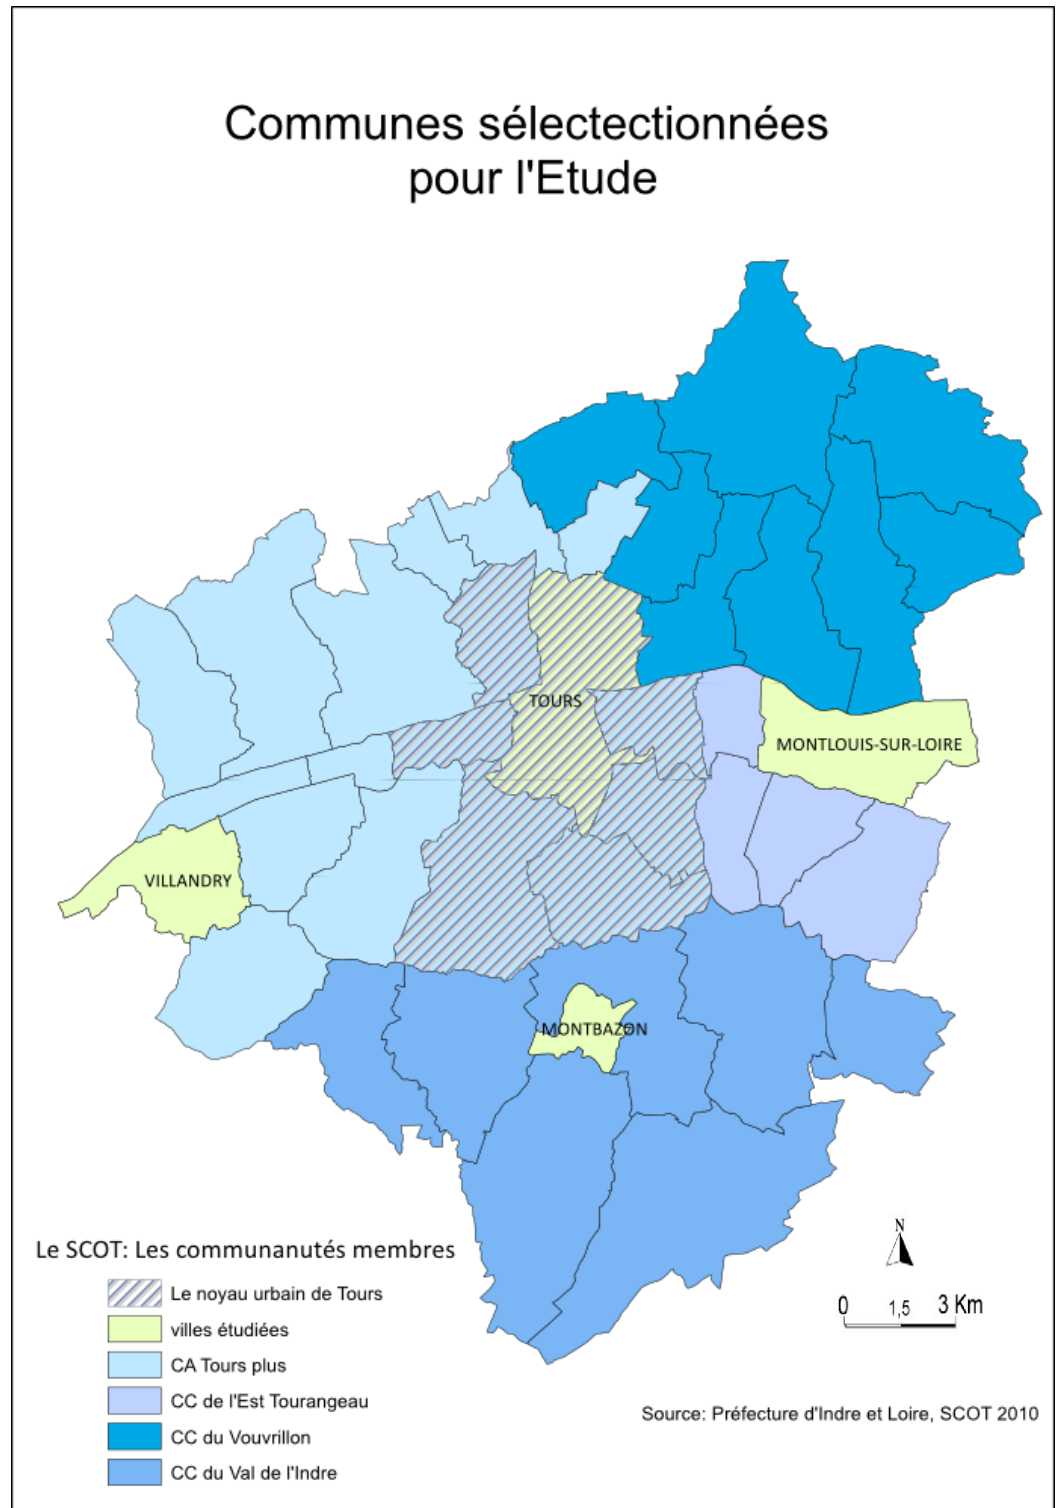 Communes sélectectionnées
pour l'Etude
TOURS
MONTLOUIS-SUR-LOIRE
VILLANDRY
MONTBAZON
Le SCOT: Les communanutés membres
Le noyau urbain de Tours
villes étudiées
CA Tours plus
CC de l'Est Tourangeau
CC du Vouvrillon
CC du Val de l'Indre
N
0 1,5 3 Km
Source: Préfecture d'Indre et Loire, SCOT 2010